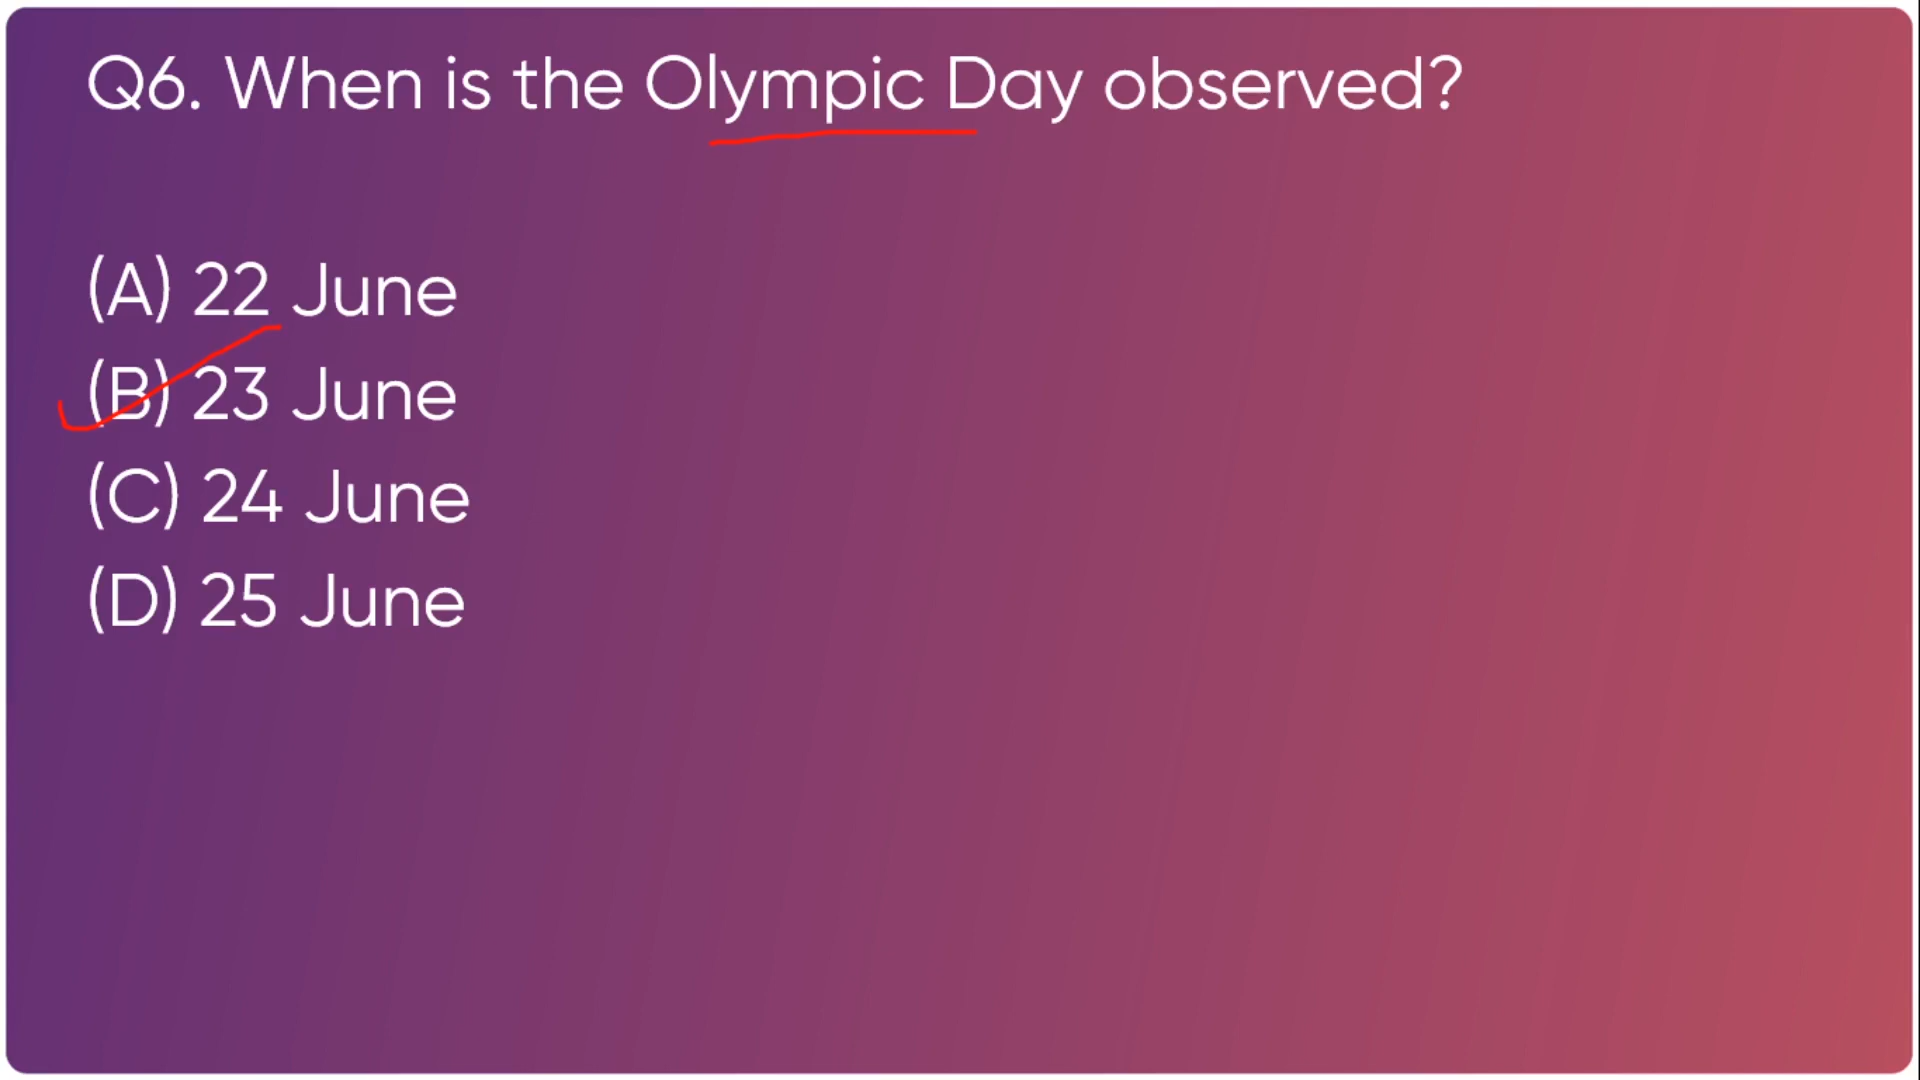 Q6. When is the Olympic Day observed?
(A) 22 June
(B) 23 June
(C) 24 June
(D) 25 June